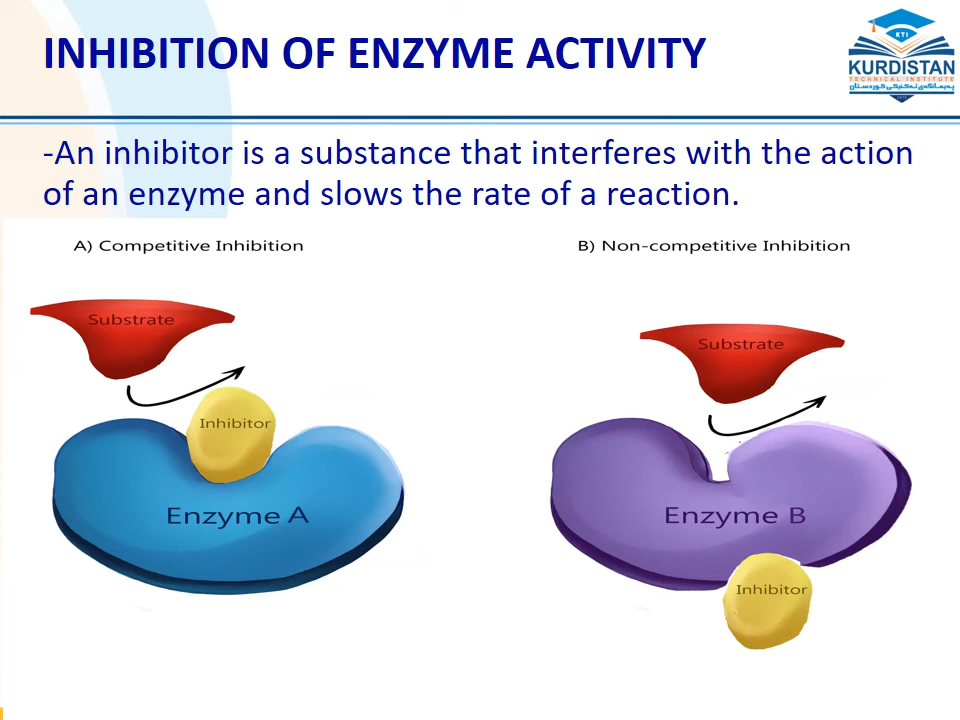 INHIBITION OF ENZYME ACTIVITY
KTI
KURDISTAN
TECHNICAL INSTITUTE
پەیمانگەی تەکنیکی کوردستان
-An inhibitor is a substance that interferes with the action
of an enzyme and slows the rate of a reaction.
A) Competitive Inhibition
B) Non-competitive Inhibition
Substrate
Substrate
Inhibitor
Enzyme A
Enzyme B
Inhibitor